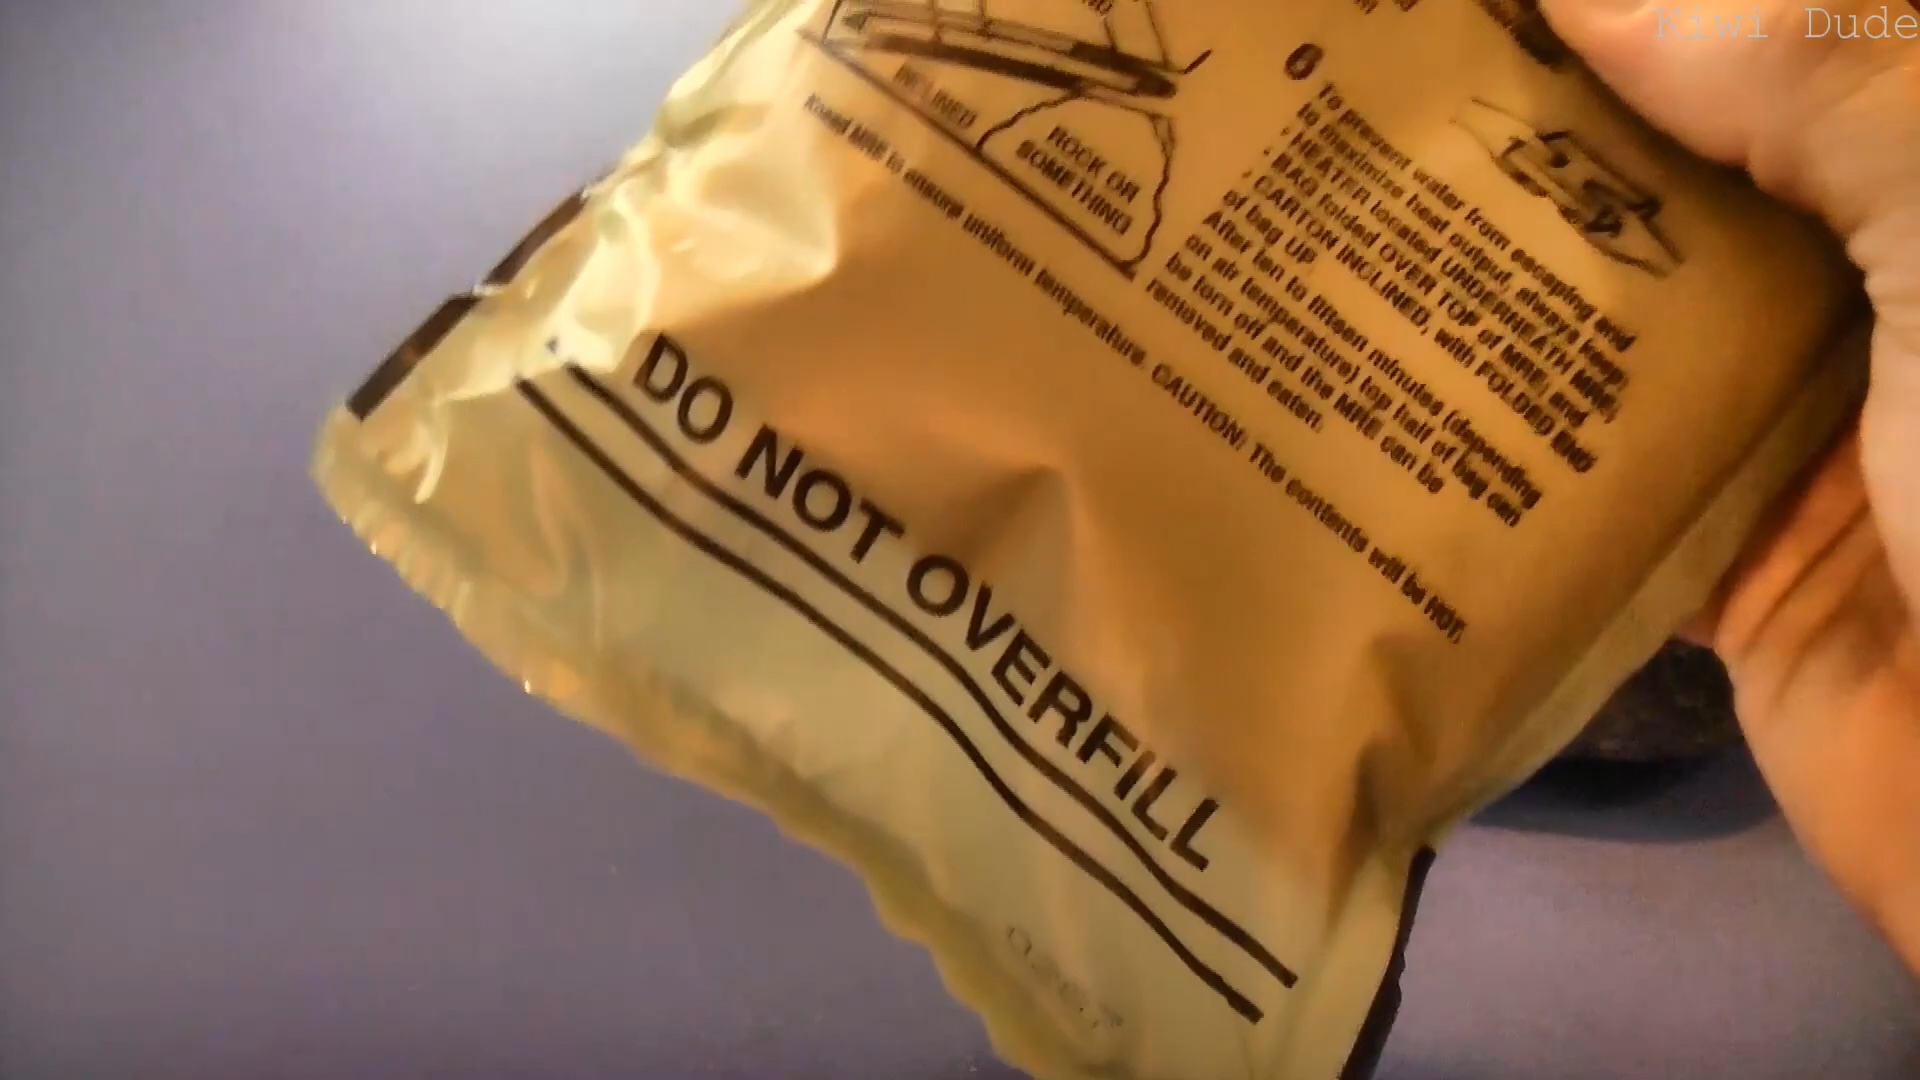 Kiwi Dude
INCLINED
ROCK OR
SOMETHING
6
To prevent water from escaping and
to maximize heat output, always keep:
· HEATER located UNDERNEATH MRE;
· BAG folded OVER TOP of MRE; and
· CARTON INCLINED, with FOLDED END
of bag UP
After ten to fifteen minutes (depending
on air temperature) top half of bag can
be torn off and the MRE can be
removed and eaten.
Knead MRE to ensure uniform temperature. CAUTION: The contents will be HOT.
DO NOT OVERFILL